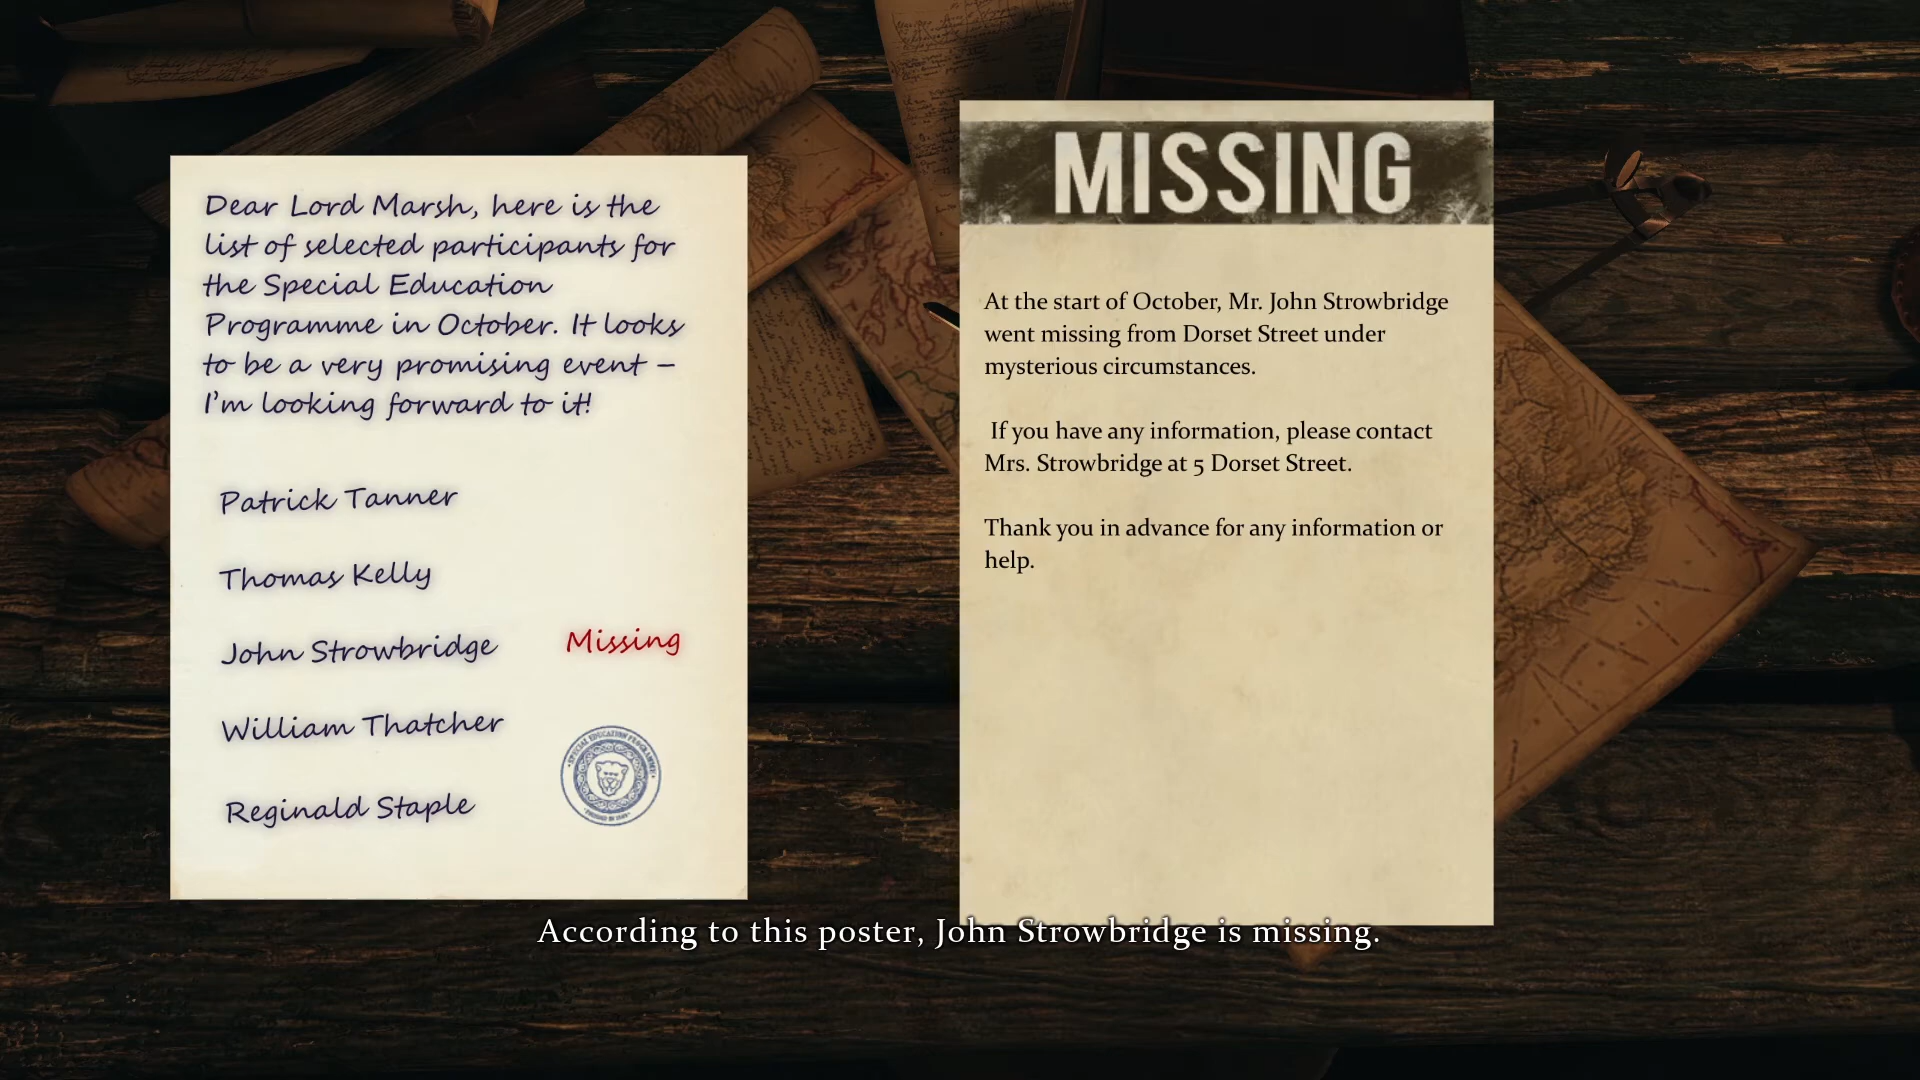 Dear Lord Marsh, here is the
list of selected participants for
the Special Education
Programme in October. It looks
to be a very promising event –
I'm looking forward to it!
Patrick Tanner
Thomas Kelly
John Strowbridge Missing
William Thatcher
Reginald Staple
SPECIAL EDUCATION PROGRAMME
MISSING
At the start of October, Mr. John Strowbridge
went missing from Dorset Street under
mysterious circumstances.
If you have any information, please contact
Mrs. Strowbridge at 5 Dorset Street.
Thank you in advance for any information or
help.
According to this poster, John Strowbridge is missing.